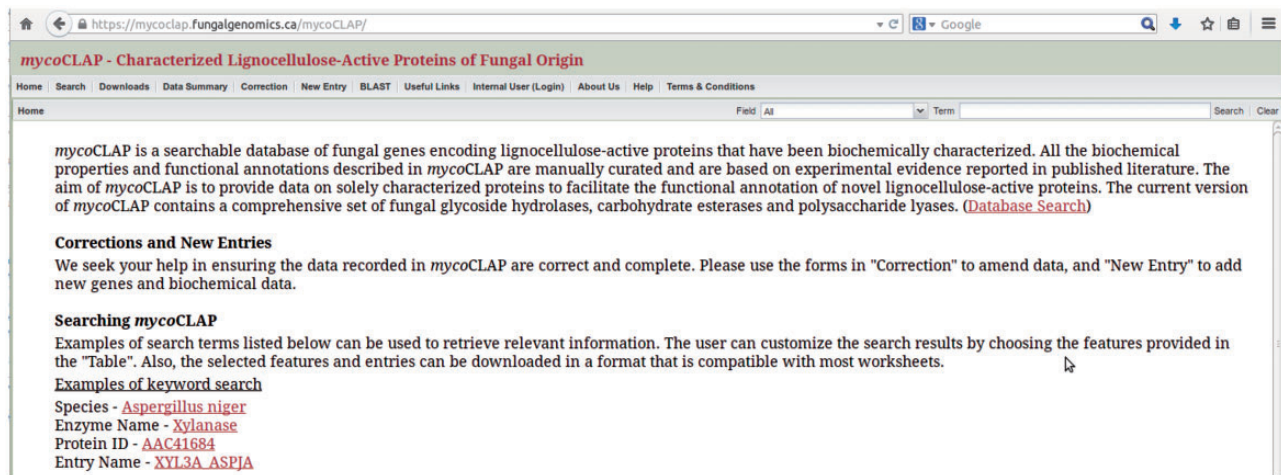 https://mycoclap.fungalgenomics.ca/mycoCLAP/ Google
mycoCLAP - Characterized Lignocellulose-Active Proteins of Fungal Origin
Home Search Downloads Data Summary Correction New Entry BLAST Useful Links Internal User (Login) About Us Help Terms & Conditions
Home Field All Term Search Clear
mycoCLAP is a searchable database of fungal genes encoding lignocellulose-active proteins that have been biochemically characterized. All the biochemical
properties and functional annotations described in mycoCLAP are manually curated and are based on experimental evidence reported in published literature. The
aim of mycoCLAP is to provide data on solely characterized proteins to facilitate the functional annotation of novel lignocellulose-active proteins. The current version
of mycoCLAP contains a comprehensive set of fungal glycoside hydrolases, carbohydrate esterases and polysaccharide lyases. (Database Search)
Corrections and New Entries
We seek your help in ensuring the data recorded in mycoCLAP are correct and complete. Please use the forms in "Correction" to amend data, and "New Entry" to add
new genes and biochemical data.
Searching mycoCLAP
Examples of search terms listed below can be used to retrieve relevant information. The user can customize the search results by choosing the features provided in
the "Table". Also, the selected features and entries can be downloaded in a format that is compatible with most worksheets.
Examples of keyword search
Species - Aspergillus niger
Enzyme Name - Xylanase
Protein ID - AAC41684
Entry Name - XYL3A_ASPJA